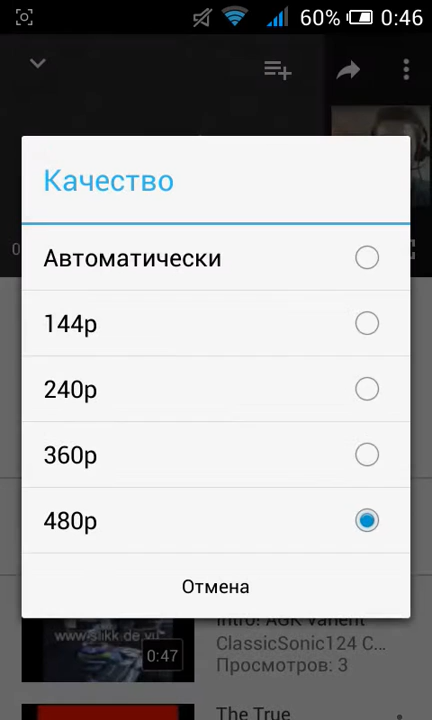 60% 0:46
Качество
Автоматически
144p
240p
360p
480p
Отмена
Intro! AGK Varient
www-slikk.de.vu
ClassicSonic124 C...
0:47
Просмотров: 3
The True